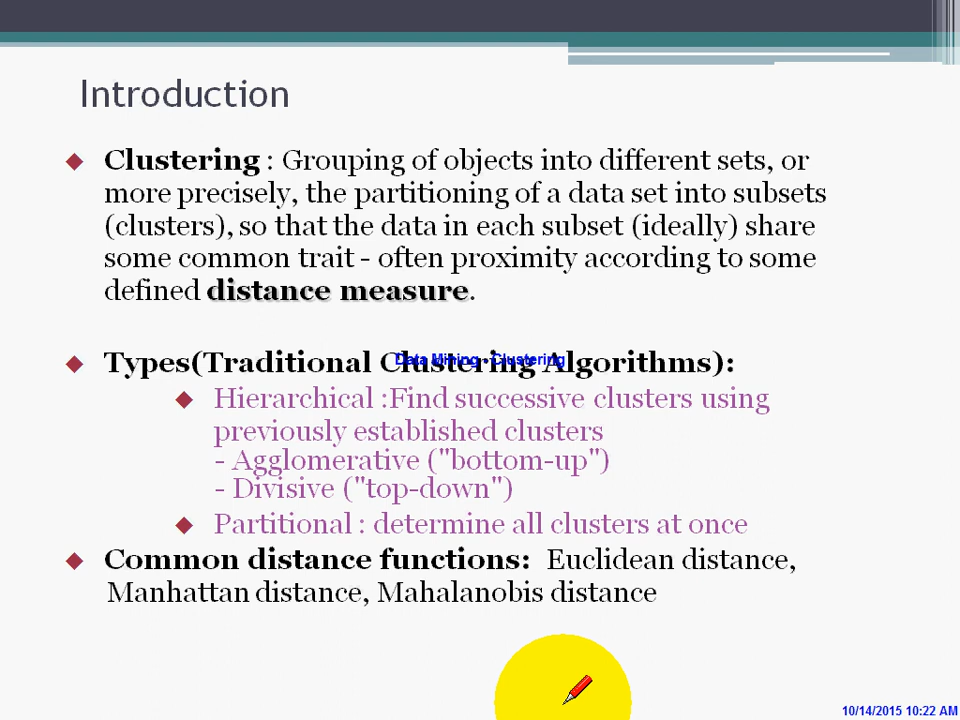 Introduction
Clustering : Grouping of objects into different sets, or
more precisely, the partitioning of a data set into subsets
(clusters), so that the data in each subset (ideally) share
some common trait - often proximity according to some
defined distance measure.
Types(Traditional Clustering Algorithms):
Data Mining - Clustering
Hierarchical :Find successive clusters using
previously established clusters
- Agglomerative ("bottom-up")
- Divisive ("top-down")
Partitional : determine all clusters at once
Common distance functions: Euclidean distance,
Manhattan distance, Mahalanobis distance
10/14/2015 10:22 AM